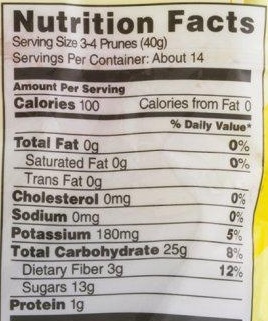 Nutrition Facts
Serving Size 3-4 Prunes (40g)
Servings Per Container: About 14
Amount Per Serving
Calories 100 Calories from Fat 0
% Daily Value*
Total Fat 0g 0%
Saturated Fat 0g 0%
Trans Fat 0g
Cholesterol 0mg 0%
Sodium 0mg 0%
Potassium 180mg 5%
Total Carbohydrate 25g 8%
Dietary Fiber 3g 12%
Sugars 13g
Protein 1g